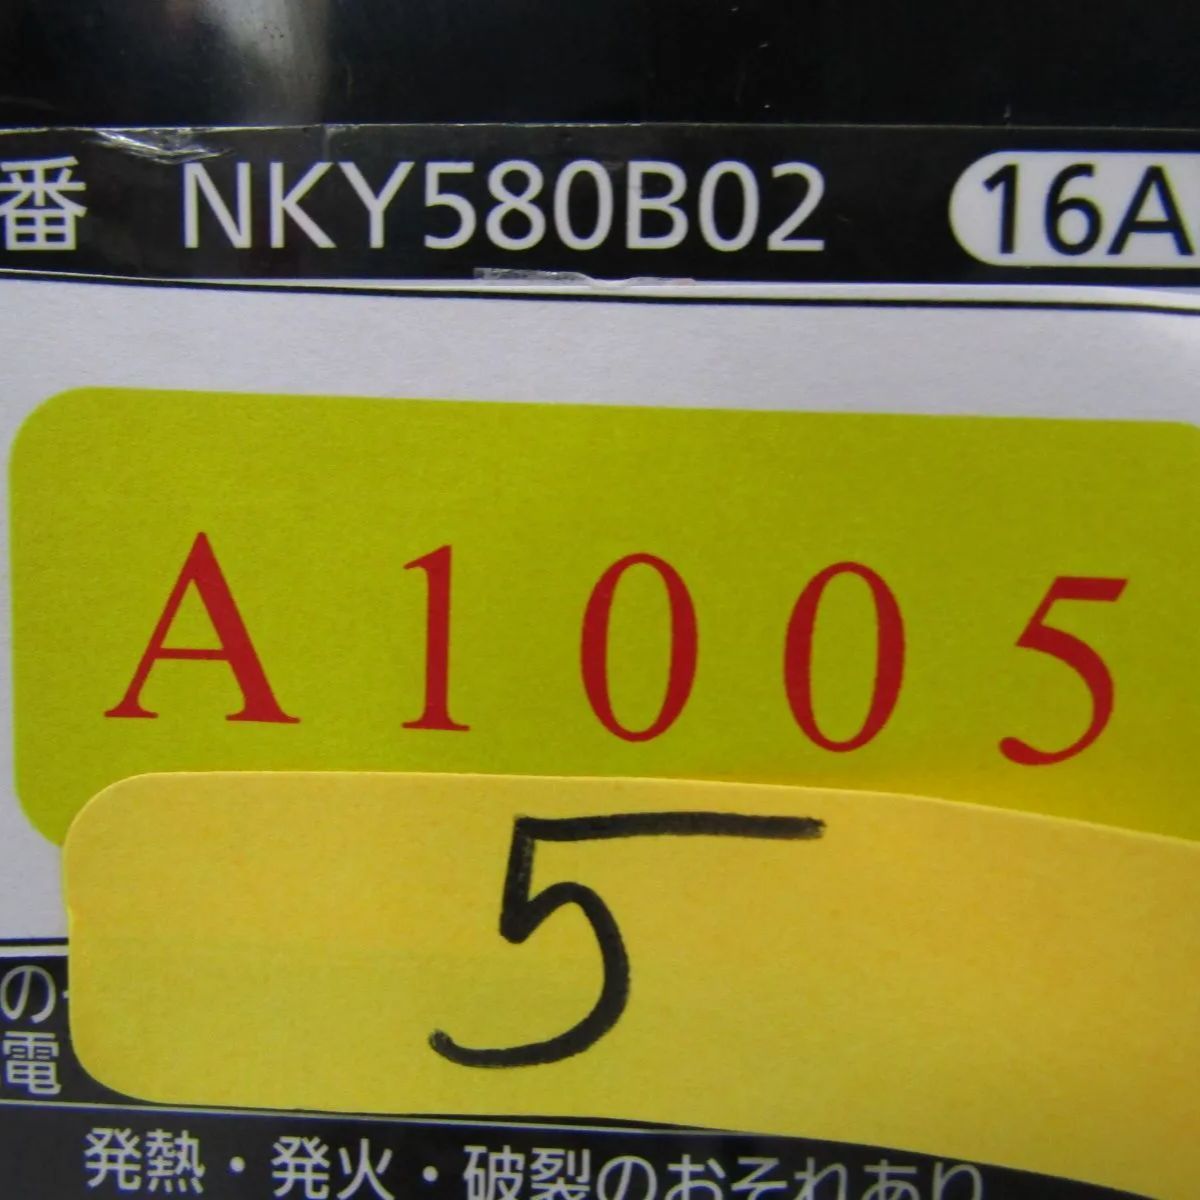 番 NKY580B02 16A
A1005
5
の
電
発熱・発火・破裂のおそれあり